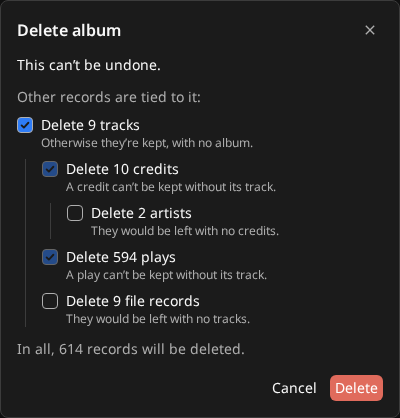 Delete album
This can't be undone.
Other records are tied to it:
Delete 9 tracks
Otherwise they're kept, with no album.
Delete 10 credits
A credit can't be kept without its track.
Delete 2 artists
They would be left with no credits.
Delete 594 plays
A play can't be kept without its track.
Delete 9 file records
They would be left with no tracks.
In all, 614 records will be deleted.
Cancel Delete